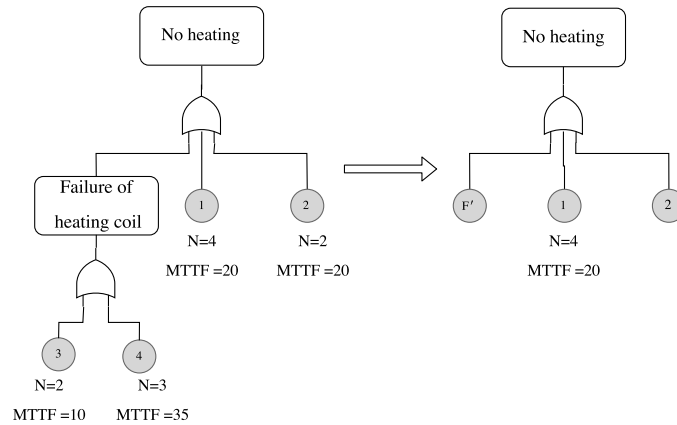 No heating
No heating
Failure of
heating coil
1
2
F′
1
2
N=4
N=2
N=4
MTTF =20
MTTF =20
MTTF =20
3
4
N=2
N=3
MTTF =10
MTTF =35